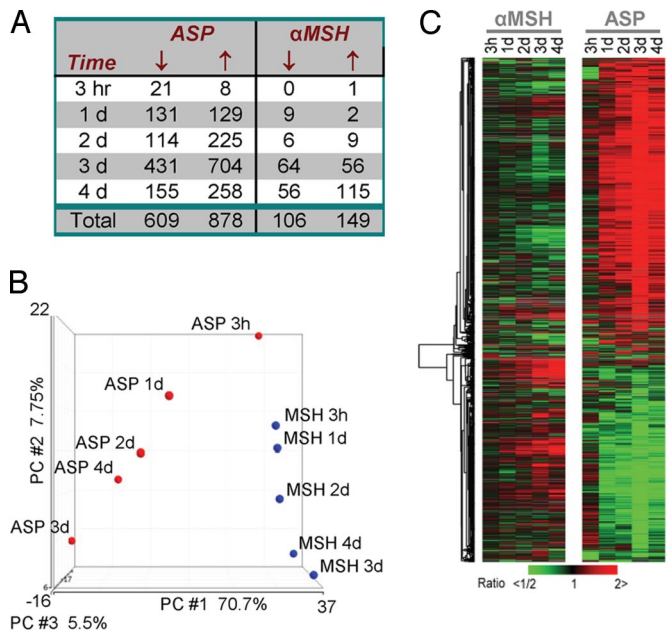 A
ASP αMSH
Time ↓ ↑ ↓ ↑
3 hr 21 8 0 1
1 d 131 129 9 2
2 d 114 225 6 9
3 d 431 704 64 56
4 d 155 258 56 115
Total 609 878 106 149
B
22
ASP 3h
ASP 1d
MSH 3h
MSH 1d
ASP 2d
ASP 4d
MSH 2d
ASP 3d
MSH 4d
MSH 3d
PC #2 7.75%
6
-17
-16
PC #1 70.7%
37
PC #3 5.5%
C
αMSH ASP
3h 1d 2d 3d 4d 3h 1d 2d 3d 4d
Ratio <1/2 1 2>